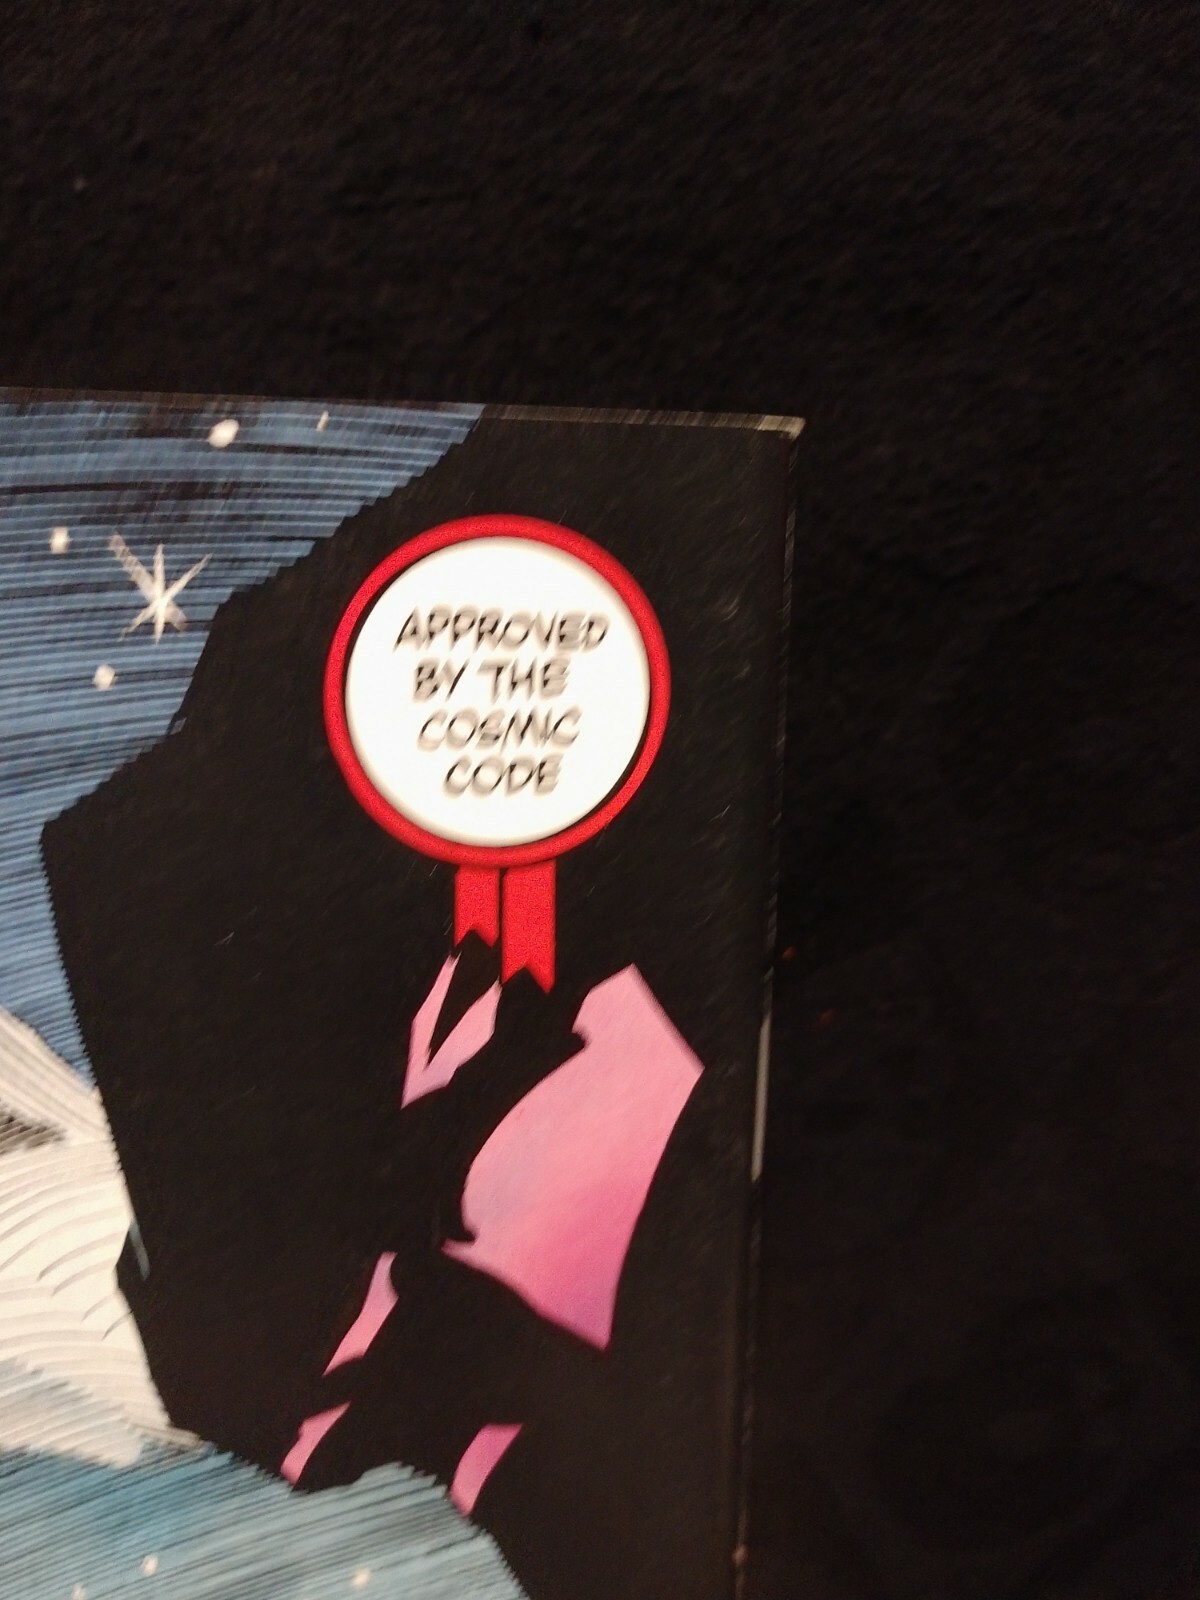 APPROVED
BY THE
COSMIC
CODE